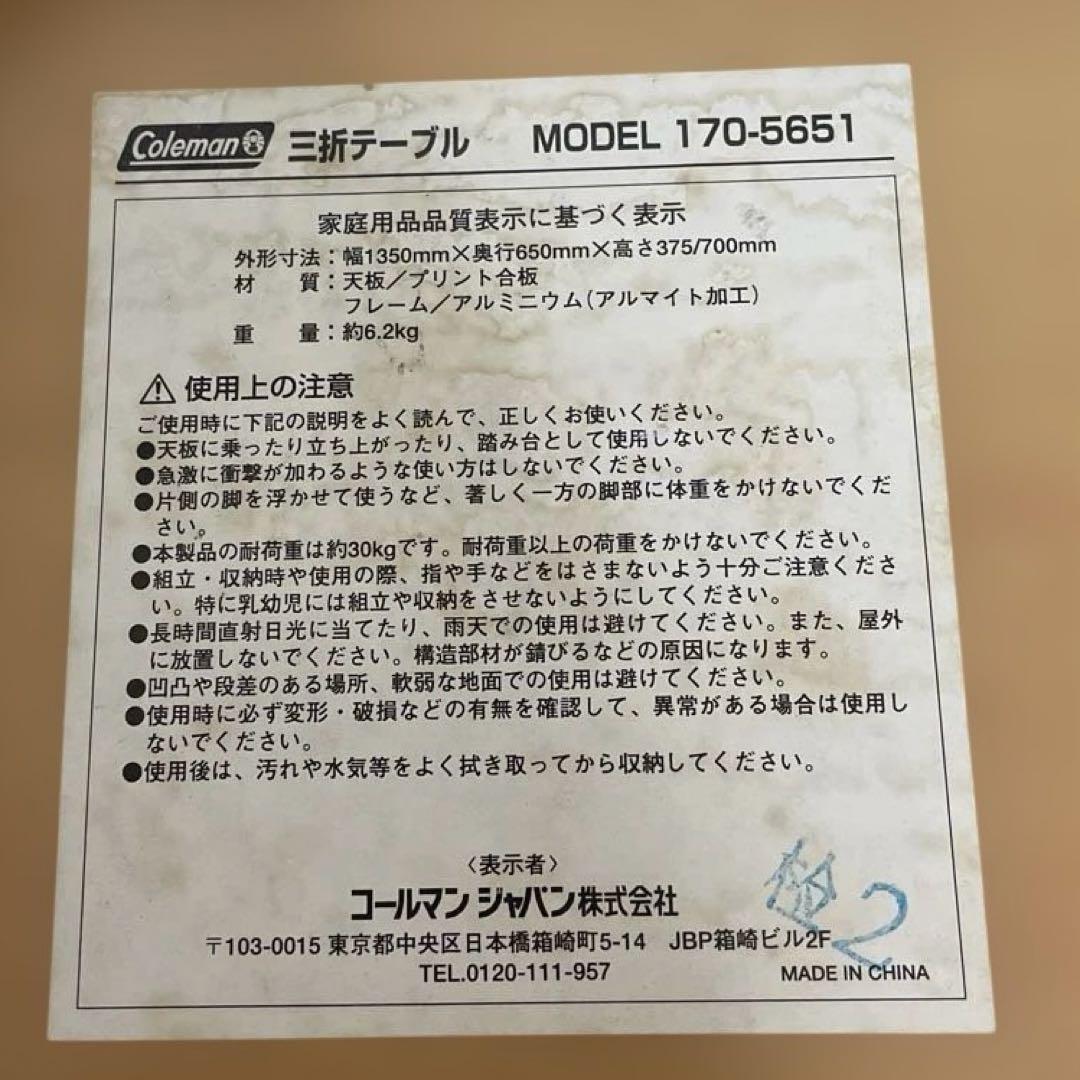 Coleman 三折テーブル MODEL 170-5651
家庭用品品質表示に基づく表示
外形寸法：幅1350mm×奥行650mm×高さ375/700mm
材　質：天板／プリント合板
フレーム／アルミニウム（アルマイト加工）
重　量：約6.2kg
⚠ 使用上の注意
ご使用時に下記の説明をよく読んで、正しくお使いください。
●天板に乗ったり立ち上がったり、踏み台として使用しないでください。
●急激に衝撃が加わるような使い方はしないでください。
●片側の脚を浮かせて使うなど、著しく一方の脚部に体重をかけないでくだ
さい。
●本製品の耐荷重は約30kgです。耐荷重以上の荷重をかけないでください。
●組立・収納時や使用の際、指や手などをはさまないよう十分ご注意くださ
い。特に乳幼児には組立や収納をさせないようにしてください。
●長時間直射日光に当てたり、雨天での使用は避けてください。また、屋外
に放置しないでください。構造部材が錆びるなどの原因になります。
●凹凸や段差のある場所、軟弱な地面での使用は避けてください。
●使用時に必ず変形・破損などの有無を確認して、異常がある場合は使用し
ないでください。
●使用後は、汚れや水気等をよく拭き取ってから収納してください。
〈表示者〉
コールマン ジャパン株式会社
〒103-0015 東京都中央区日本橋箱崎町5-14　JBP箱崎ビル2F
TEL.0120-111-957
MADE IN CHINA
検2